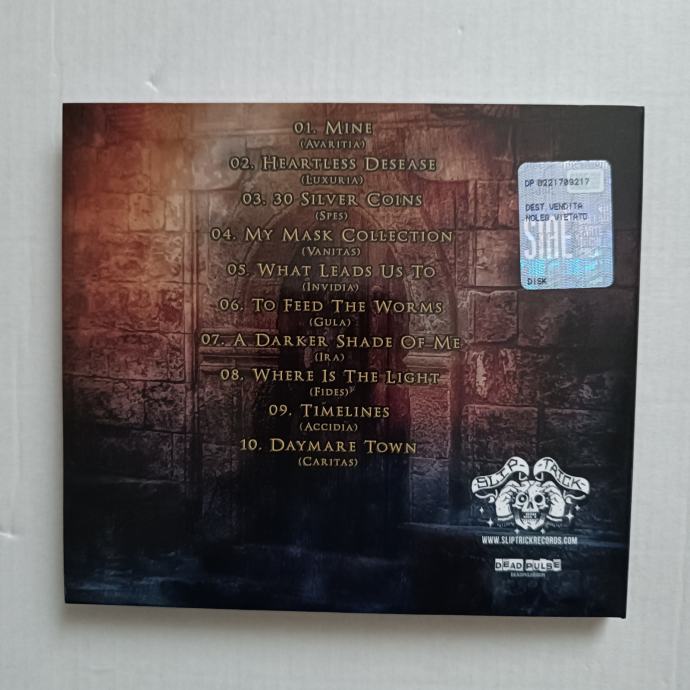 01. Mine
(Avaritia)
02. Heartless Desease
(Luxuria)
03. 30 Silver Coins
(Spes)
04. My Mask Collection
(Vanitas)
05. What Leads Us To
(Invidia)
06. To Feed The Worms
(Gula)
07. A Darker Shade Of Me
(Ira)
08. Where Is The Light
(Fides)
09. Timelines
(Accidia)
10. Daymare Town
(Caritas)
DP 0221709217
DEST.VENDITA
NOLEG.VIETATO
SIAE
DISK
SLIPTRICK
WWW.SLIPTRICKRECORDS.COM
DEADPULSE